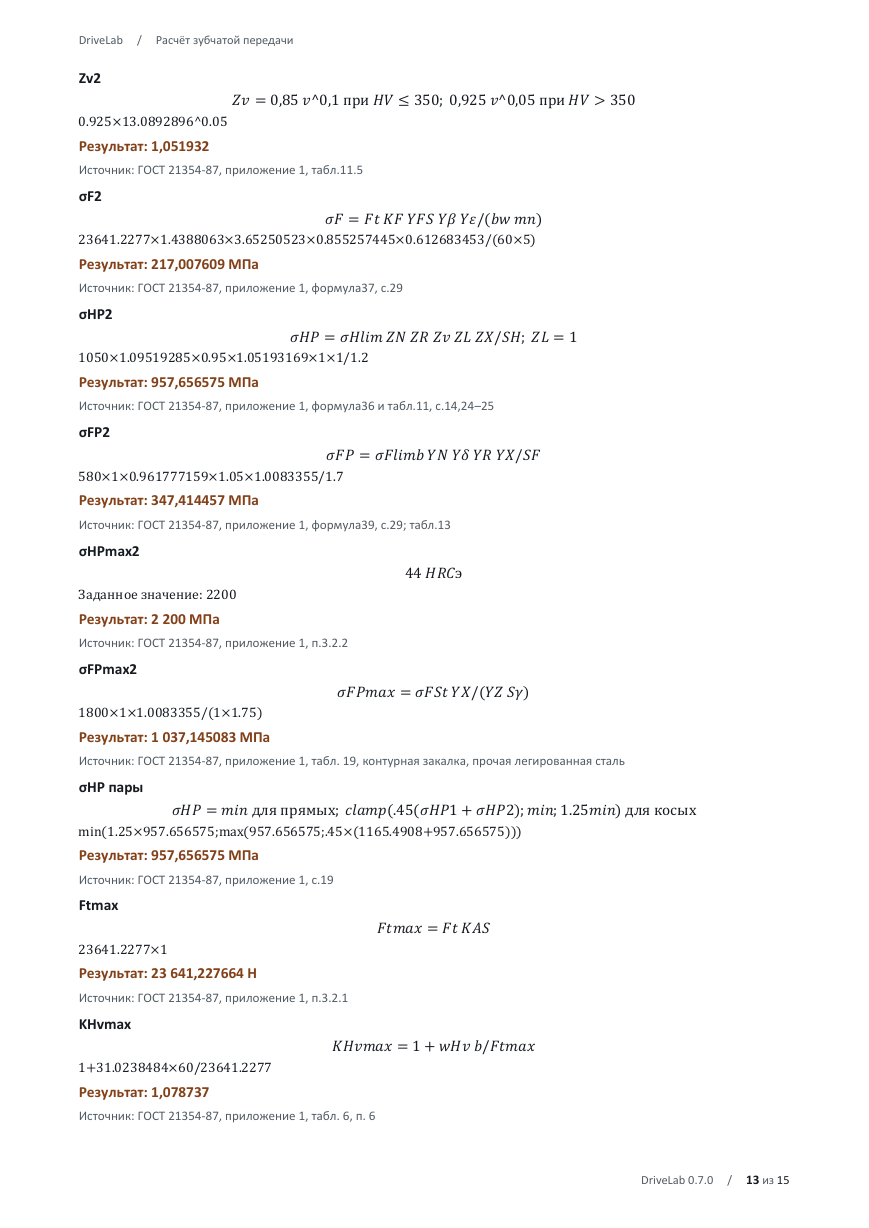 DriveLab / Расчёт зубчатой передачи
Zv2
Zv = 0,85 v^0,1 при HV ≤ 350; 0,925 v^0,05 при HV > 350
0.925×13.0892896^0.05
Результат: 1,051932
Источник: ГОСТ 21354-87, приложение 1, табл.11.5
σF2
σF = Ft KF YFS Yβ Yε/(bw mn)
23641.2277×1.4388063×3.65250523×0.855257445×0.612683453/(60×5)
Результат: 217,007609 МПа
Источник: ГОСТ 21354-87, приложение 1, формула37, с.29
σHP2
σHP = σHlim ZN ZR Zv ZL ZX/SH; ZL = 1
1050×1.09519285×0.95×1.05193169×1×1/1.2
Результат: 957,656575 МПа
Источник: ГОСТ 21354-87, приложение 1, формула36 и табл.11, с.14,24–25
σFP2
σFP = σFlimb YN Yδ YR YX/SF
580×1×0.961777159×1.05×1.0083355/1.7
Результат: 347,414457 МПа
Источник: ГОСТ 21354-87, приложение 1, формула39, с.29; табл.13
σHPmax2
44 HRCэ
Заданное значение: 2200
Результат: 2 200 МПа
Источник: ГОСТ 21354-87, приложение 1, п.3.2.2
σFPmax2
σFPmax = σFSt YX/(YZ Sγ)
1800×1×1.0083355/(1×1.75)
Результат: 1 037,145083 МПа
Источник: ГОСТ 21354-87, приложение 1, табл. 19, контурная закалка, прочая легированная сталь
σHP пары
σHP = min для прямых; clamp(.45(σHP1 + σHP2); min; 1.25min) для косых
min(1.25×957.656575;max(957.656575;.45×(1165.4908+957.656575)))
Результат: 957,656575 МПа
Источник: ГОСТ 21354-87, приложение 1, с.19
Ftmax
Ftmax = Ft KAS
23641.2277×1
Результат: 23 641,227664 Н
Источник: ГОСТ 21354-87, приложение 1, п.3.2.1
KHvmax
KHvmax = 1 + wHv b/Ftmax
1+31.0238484×60/23641.2277
Результат: 1,078737
Источник: ГОСТ 21354-87, приложение 1, табл. 6, п. 6
DriveLab 0.7.0 / 13 из 15